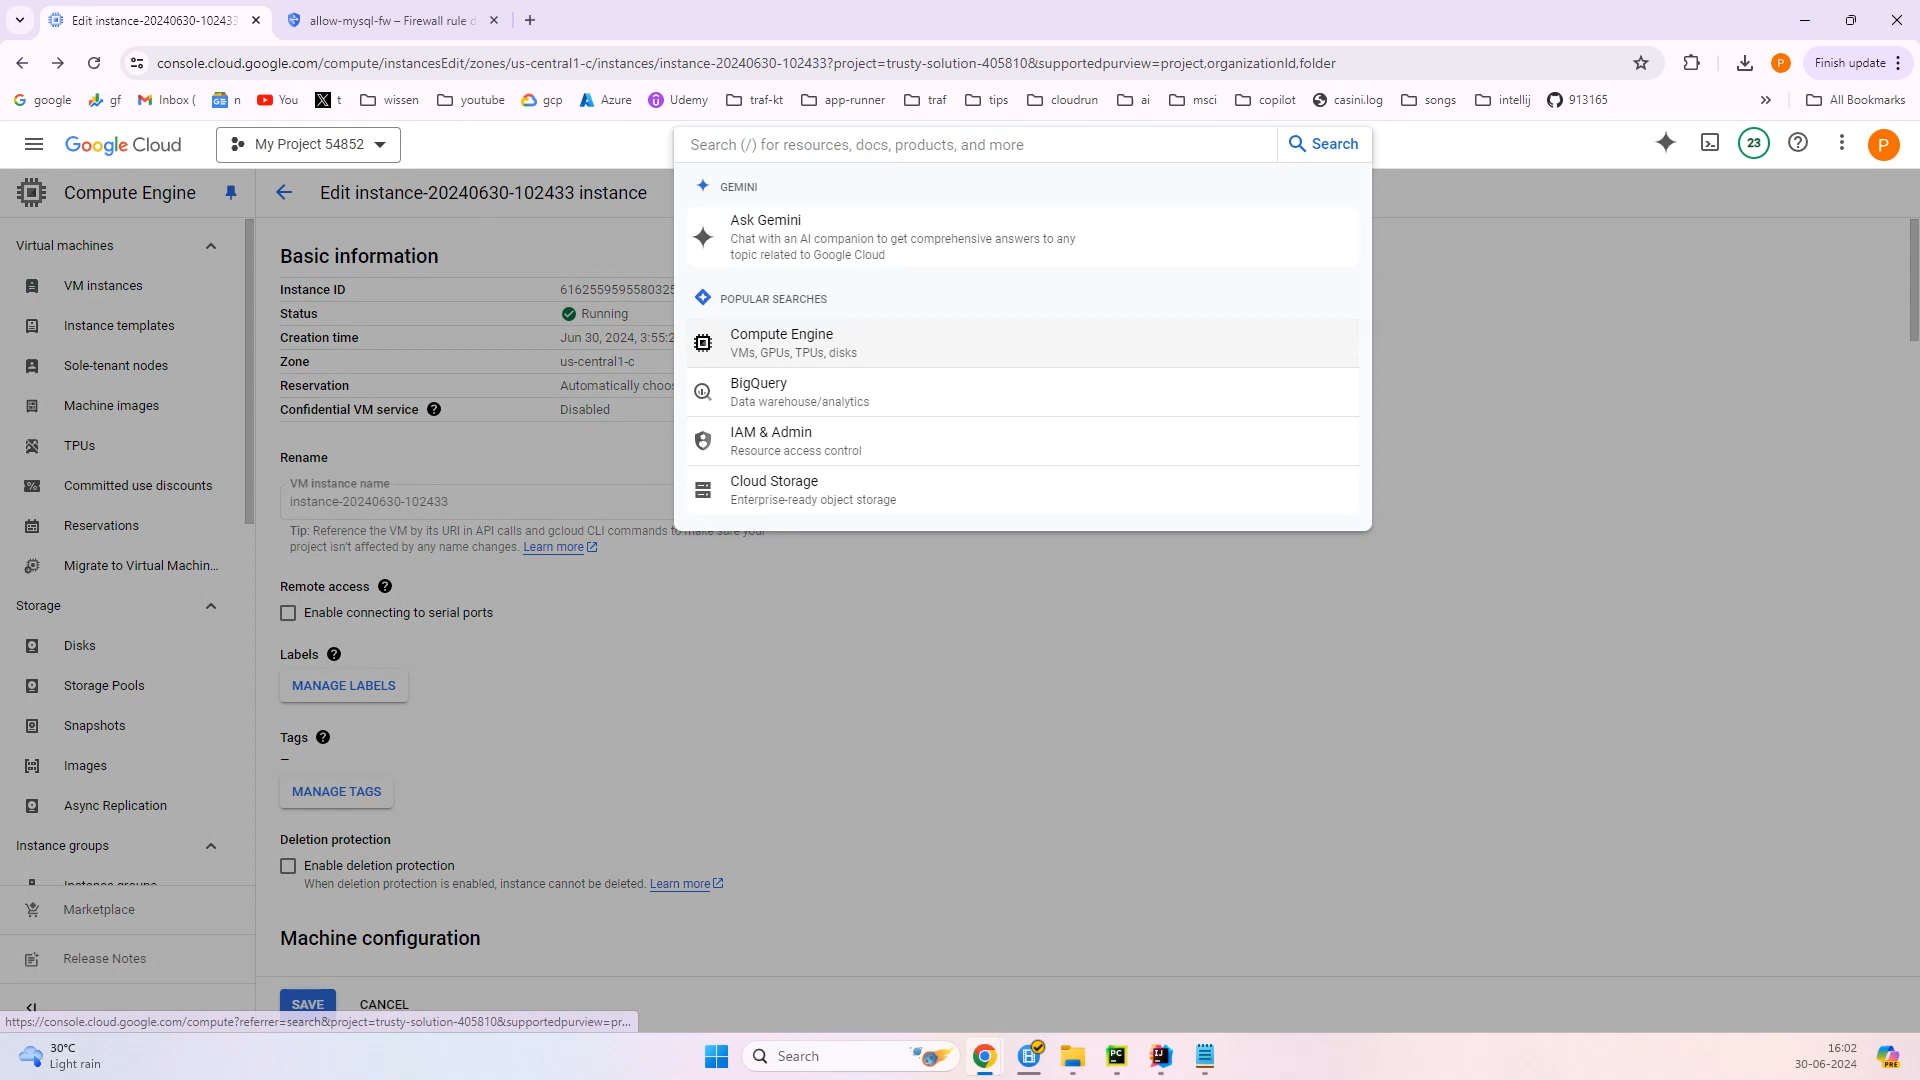 Edit instance-20240630-102433
allow-mysql-fw – Firewall rule d
console.cloud.google.com/compute/instancesEdit/zones/us-central1-c/instances/instance-20240630-102433?project=trusty-solution-405810&supportedpurview=project,organizationId,folder
P
Finish update
google
gf
Inbox (
n
You
t
wissen
youtube
gcp
Azure
Udemy
traf-kt
app-runner
traf
tips
cloudrun
ai
msci
copilot
casini.log
songs
intellij
913165
All Bookmarks
Google Cloud
My Project 54852
Search (/) for resources, docs, products, and more
Search
23
P
Compute Engine
Edit instance-20240630-102433 instance
GEMINI
Ask Gemini
Chat with an AI companion to get comprehensive answers to any
topic related to Google Cloud
POPULAR SEARCHES
Compute Engine
VMs, GPUs, TPUs, disks
BigQuery
Data warehouse/analytics
IAM & Admin
Resource access control
Cloud Storage
Enterprise-ready object storage
Virtual machines
VM instances
Instance templates
Sole-tenant nodes
Machine images
TPUs
Committed use discounts
Reservations
Migrate to Virtual Machin...
Storage
Disks
Storage Pools
Snapshots
Images
Async Replication
Instance groups
Instance groups
Marketplace
Release Notes
Basic information
Instance ID
6162559595580325
Status
Running
Creation time
Jun 30, 2024, 3:55:2
Zone
us-central1-c
Reservation
Automatically choos
Confidential VM service
Disabled
Rename
VM instance name
instance-20240630-102433
Tip: Reference the VM by its URI in API calls and gcloud CLI commands to make sure your
project isn't affected by any name changes. Learn more
Remote access
Enable connecting to serial ports
Labels
MANAGE LABELS
Tags
–
MANAGE TAGS
Deletion protection
Enable deletion protection
When deletion protection is enabled, instance cannot be deleted. Learn more
Machine configuration
SAVE
CANCEL
https://console.cloud.google.com/compute?referrer=search&project=trusty-solution-405810&supportedpurview=pr...
30°C
Light rain
Search
PC
IJ
16:02
30-06-2024
PRE